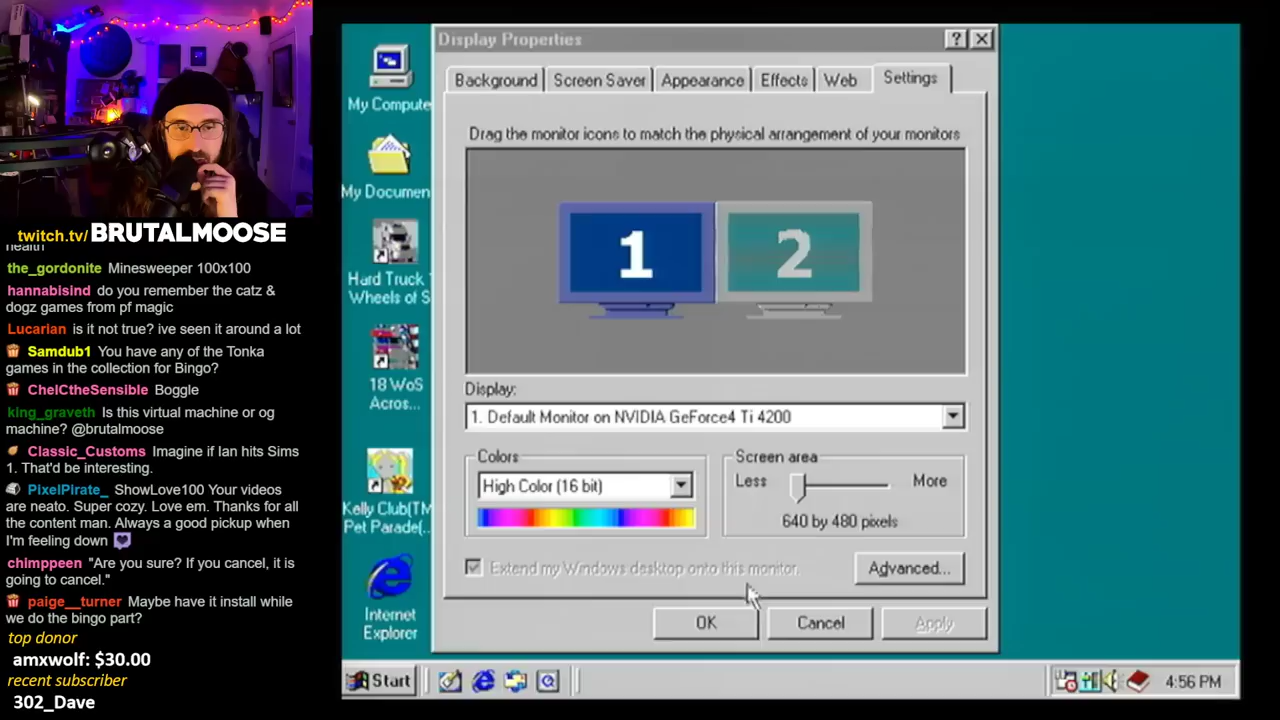 twitch.tv/BRUTALMOOSE
health
the_gordonite Minesweeper 100x100
hannabisind do you remember the catz &
dogz games from pf magic
Lucarian is it not true? ive seen it around a lot
Samdub1 You have any of the Tonka
games in the collection for Bingo?
ChelCtheSensible Boggle
king_graveth Is this virtual machine or og
machine? @brutalmoose
Classic_Customs Imagine if Ian hits Sims
1. That'd be interesting.
PixelPirate_ ShowLove100 Your videos
are neato. Super cozy. Love em. Thanks for all
the content man. Always a good pickup when
I'm feeling down
chimppeen "Are you sure? If you cancel, it is
going to cancel."
paige__turner Maybe have it install while
we do the bingo part?
top donor
amxwolf: $30.00
recent subscriber
302_Dave
My Compute
My Documen
Hard Truck
Wheels of S
18 WoS
Acros...
Kelly Club(TM
Pet Parade(..
Internet
Explorer
Display Properties
Background
Screen Saver
Appearance
Effects
Web
Settings
Drag the monitor icons to match the physical arrangement of your monitors
1
2
Display:
1. Default Monitor on NVIDIA GeForce4 Ti 4200
Colors
High Color (16 bit)
Screen area
Less
More
640 by 480 pixels
Extend my Windows desktop onto this monitor.
Advanced...
OK
Cancel
Apply
Start
4:56 PM